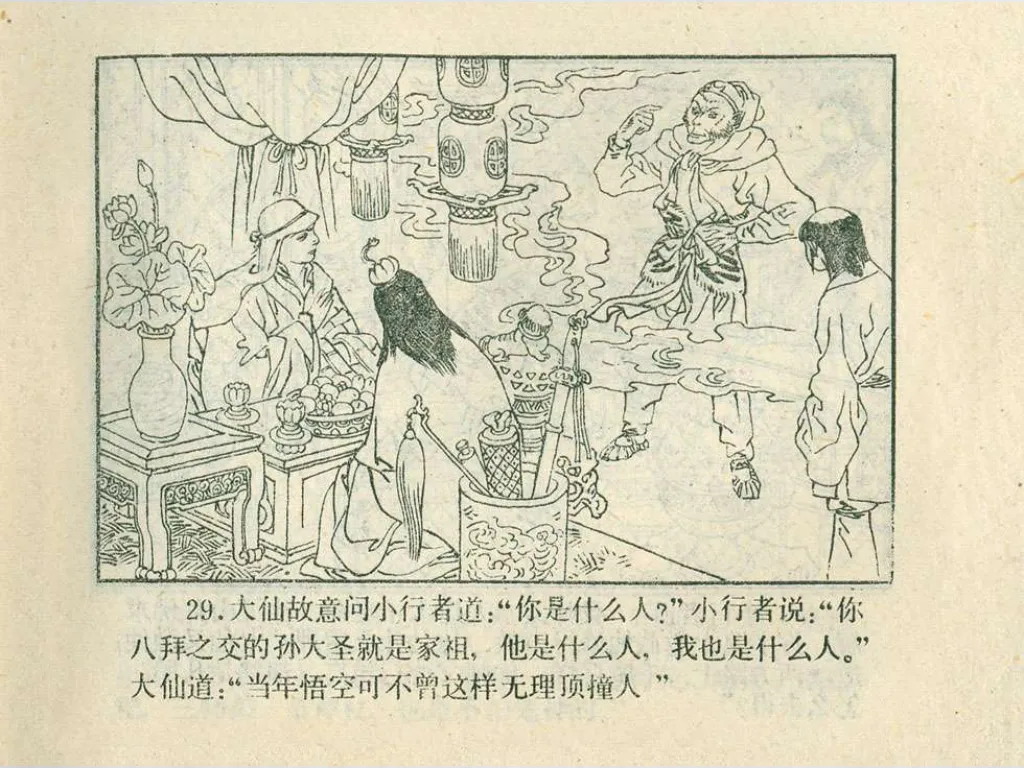 29.大仙故意问小行者道:“你是什么人?”小行者说:“你
八拜之交的孙大圣就是家祖,他是什么人,我也是什么人。”
大仙道:“当年悟空可不曾这样无理顶撞人 ”